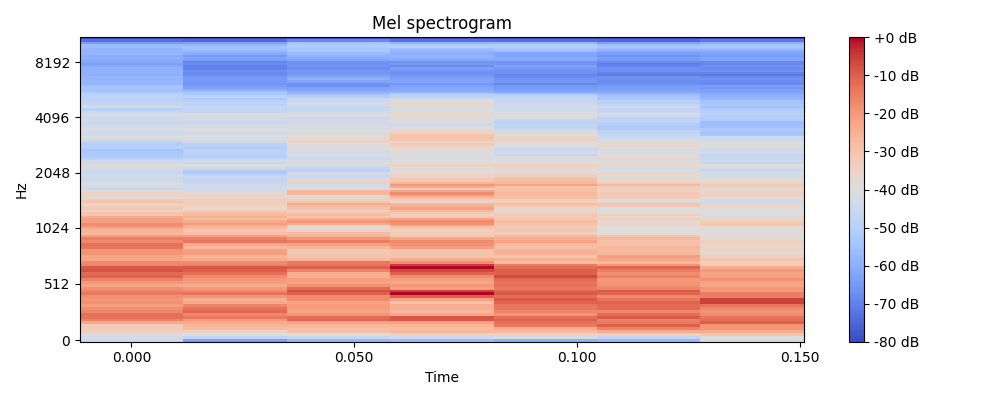 Mel spectrogram
Hz
8192
4096
2048
1024
512
0
0.000
0.050
0.100
0.150
Time
+0 dB
-10 dB
-20 dB
-30 dB
-40 dB
-50 dB
-60 dB
-70 dB
-80 dB